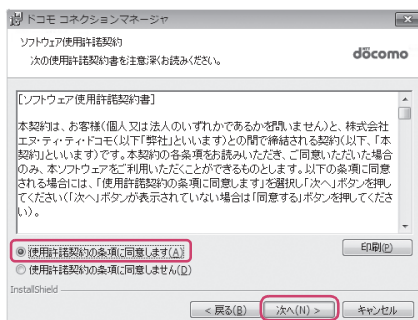 ドコモ コネクションマネージャ
ソフトウェア使用許諾契約
次の使用許諾契約書を注意深くお読みください。
döcomo
[ソフトウェア使用許諾契約書]
本契約は、お客様(個人又は法人のいずれかであるかを問いません)と、株式会社
エヌ・ティ・ティ・ドコモ(以下「弊社」といいます)との間で締結される契約(以下、「本
契約」といいます)です。本契約の各条項をお読みいただき、ご同意いただいた場合
のみ、本ソフトウェアをご利用いただくことができるものとします。以下の条項に同意
される場合には、「使用許諾契約の条項に同意します」を選択し「次へ」ボタンを押し
てください(「次へ」ボタンが表示されていない場合は「同意する」ボタンを押してくださ
い)。
使用許諾契約の条項に同意します(A)
印刷(P)
使用許諾契約の条項に同意しません(D)
InstallShield
< 戻る(B)
次へ(N) >
キャンセル